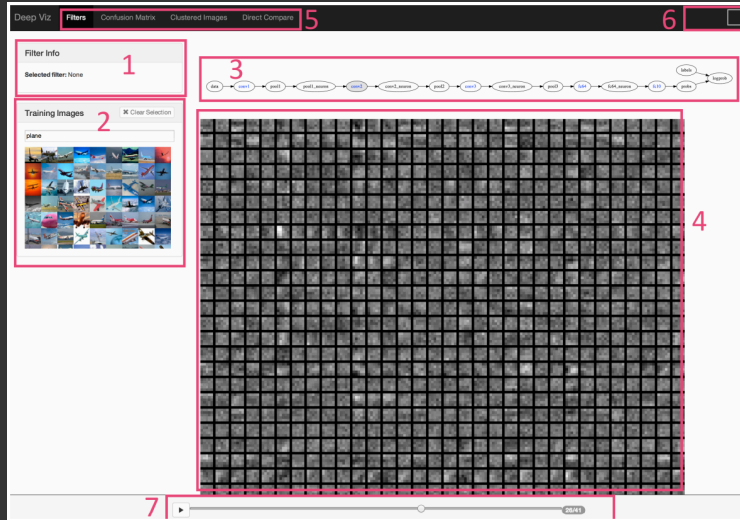 Deep Viz Filters Confusion Matrix Clustered Images Direct Compare
5
6
Filter Info
1
Selected filter: None
Training Images ✖ Clear Selection
2
plane
3
labels
data conv1 pool1 pool1_neuron conv2 conv2_neuron pool2 conv3 conv3_neuron pool3 fc64 fc64_neuron fc10 probs logprob
4
7
28/41